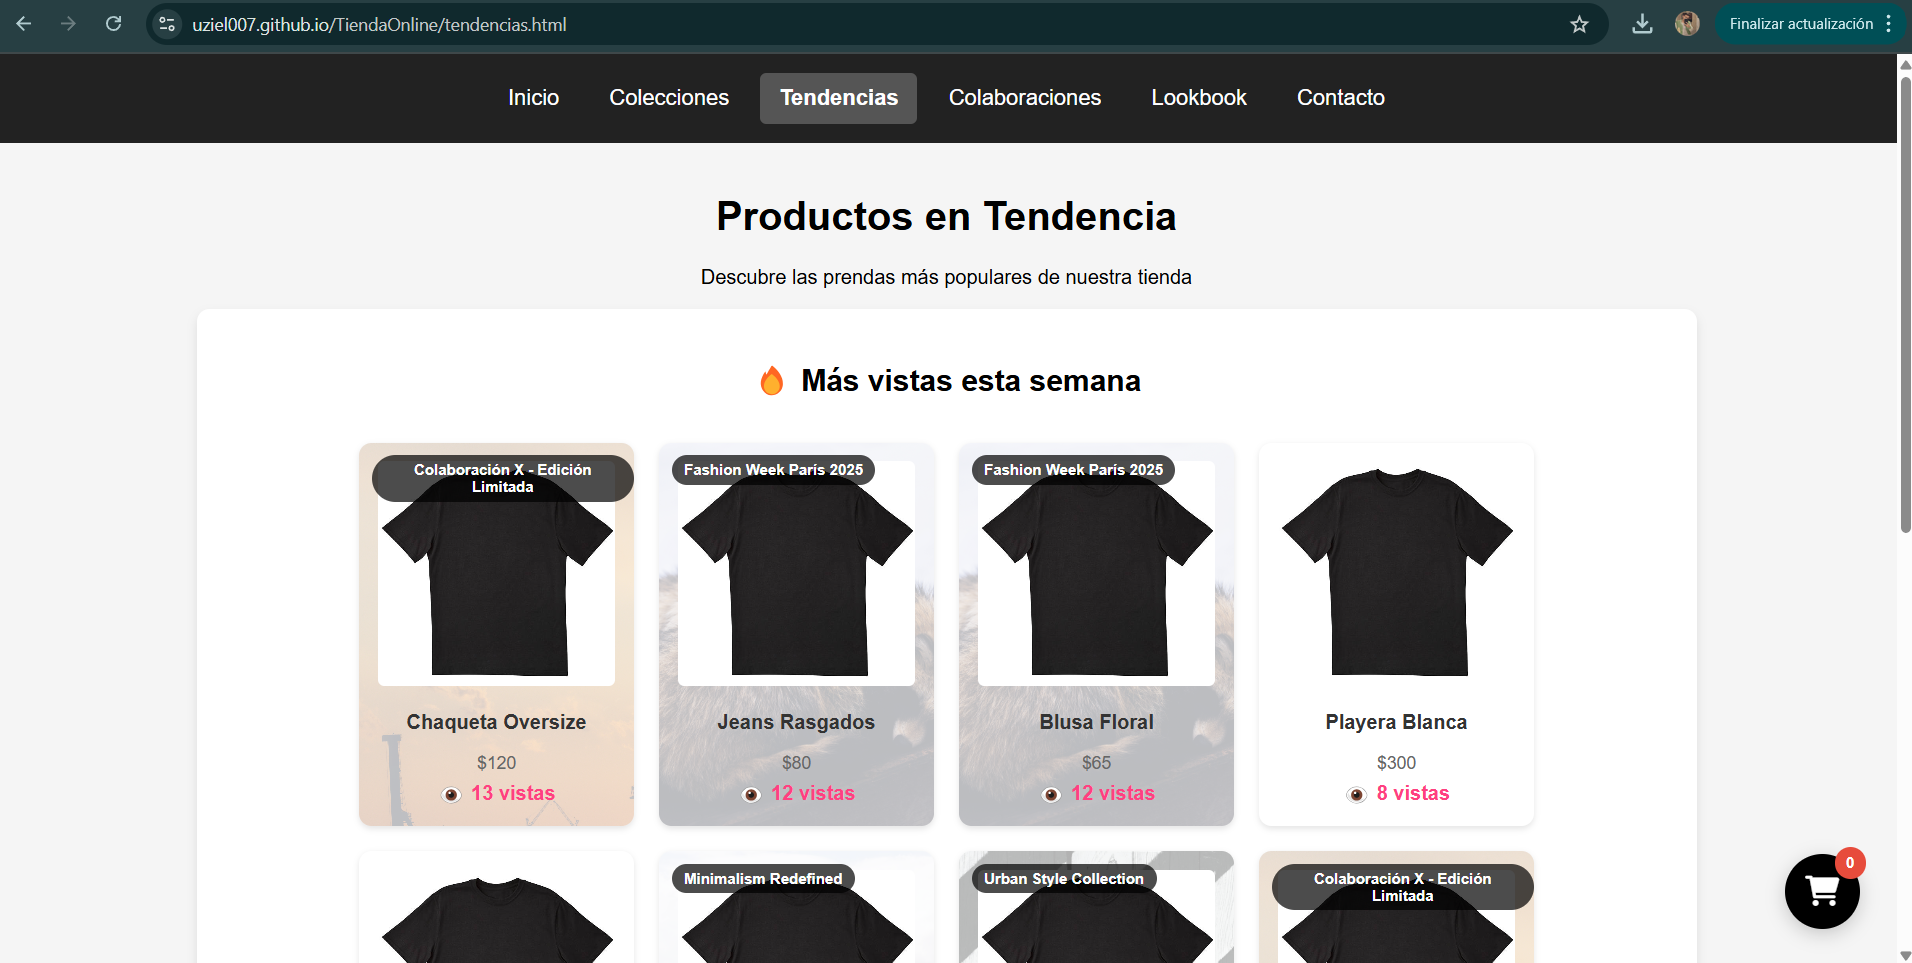 uziel007.github.io/TiendaOnline/tendencias.html
Finalizar actualización
Inicio
Colecciones
Tendencias
Colaboraciones
Lookbook
Contacto
Productos en Tendencia
Descubre las prendas más populares de nuestra tienda
Más vistas esta semana
Colaboración X - Edición
Limitada
Chaqueta Oversize
$120
13 vistas
Fashion Week París 2025
Jeans Rasgados
$80
12 vistas
Fashion Week París 2025
Blusa Floral
$65
12 vistas
Playera Blanca
$300
8 vistas
Minimalism Redefined
Urban Style Collection
Colaboración X - Edición
Limitada
0